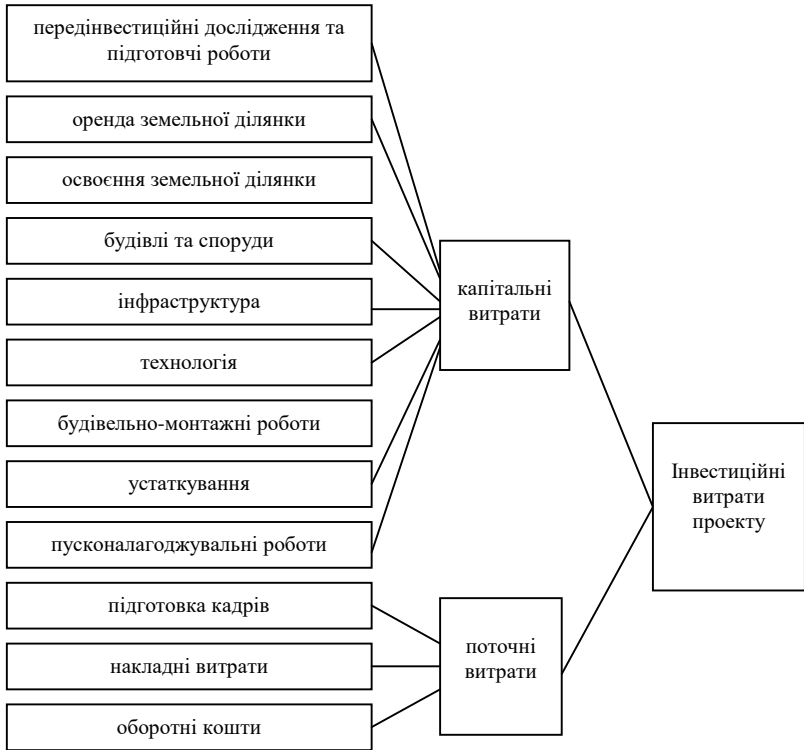 передінвестиційні дослідження та
підготовчі роботи
оренда земельної ділянки
освоєння земельної ділянки
будівлі та споруди
інфраструктура
технологія
будівельно-монтажні роботи
устаткування
пусконалагоджувальні роботи
підготовка кадрів
накладні витрати
оборотні кошти
капітальні
витрати
поточні
витрати
Інвестиційні
витрати
проекту